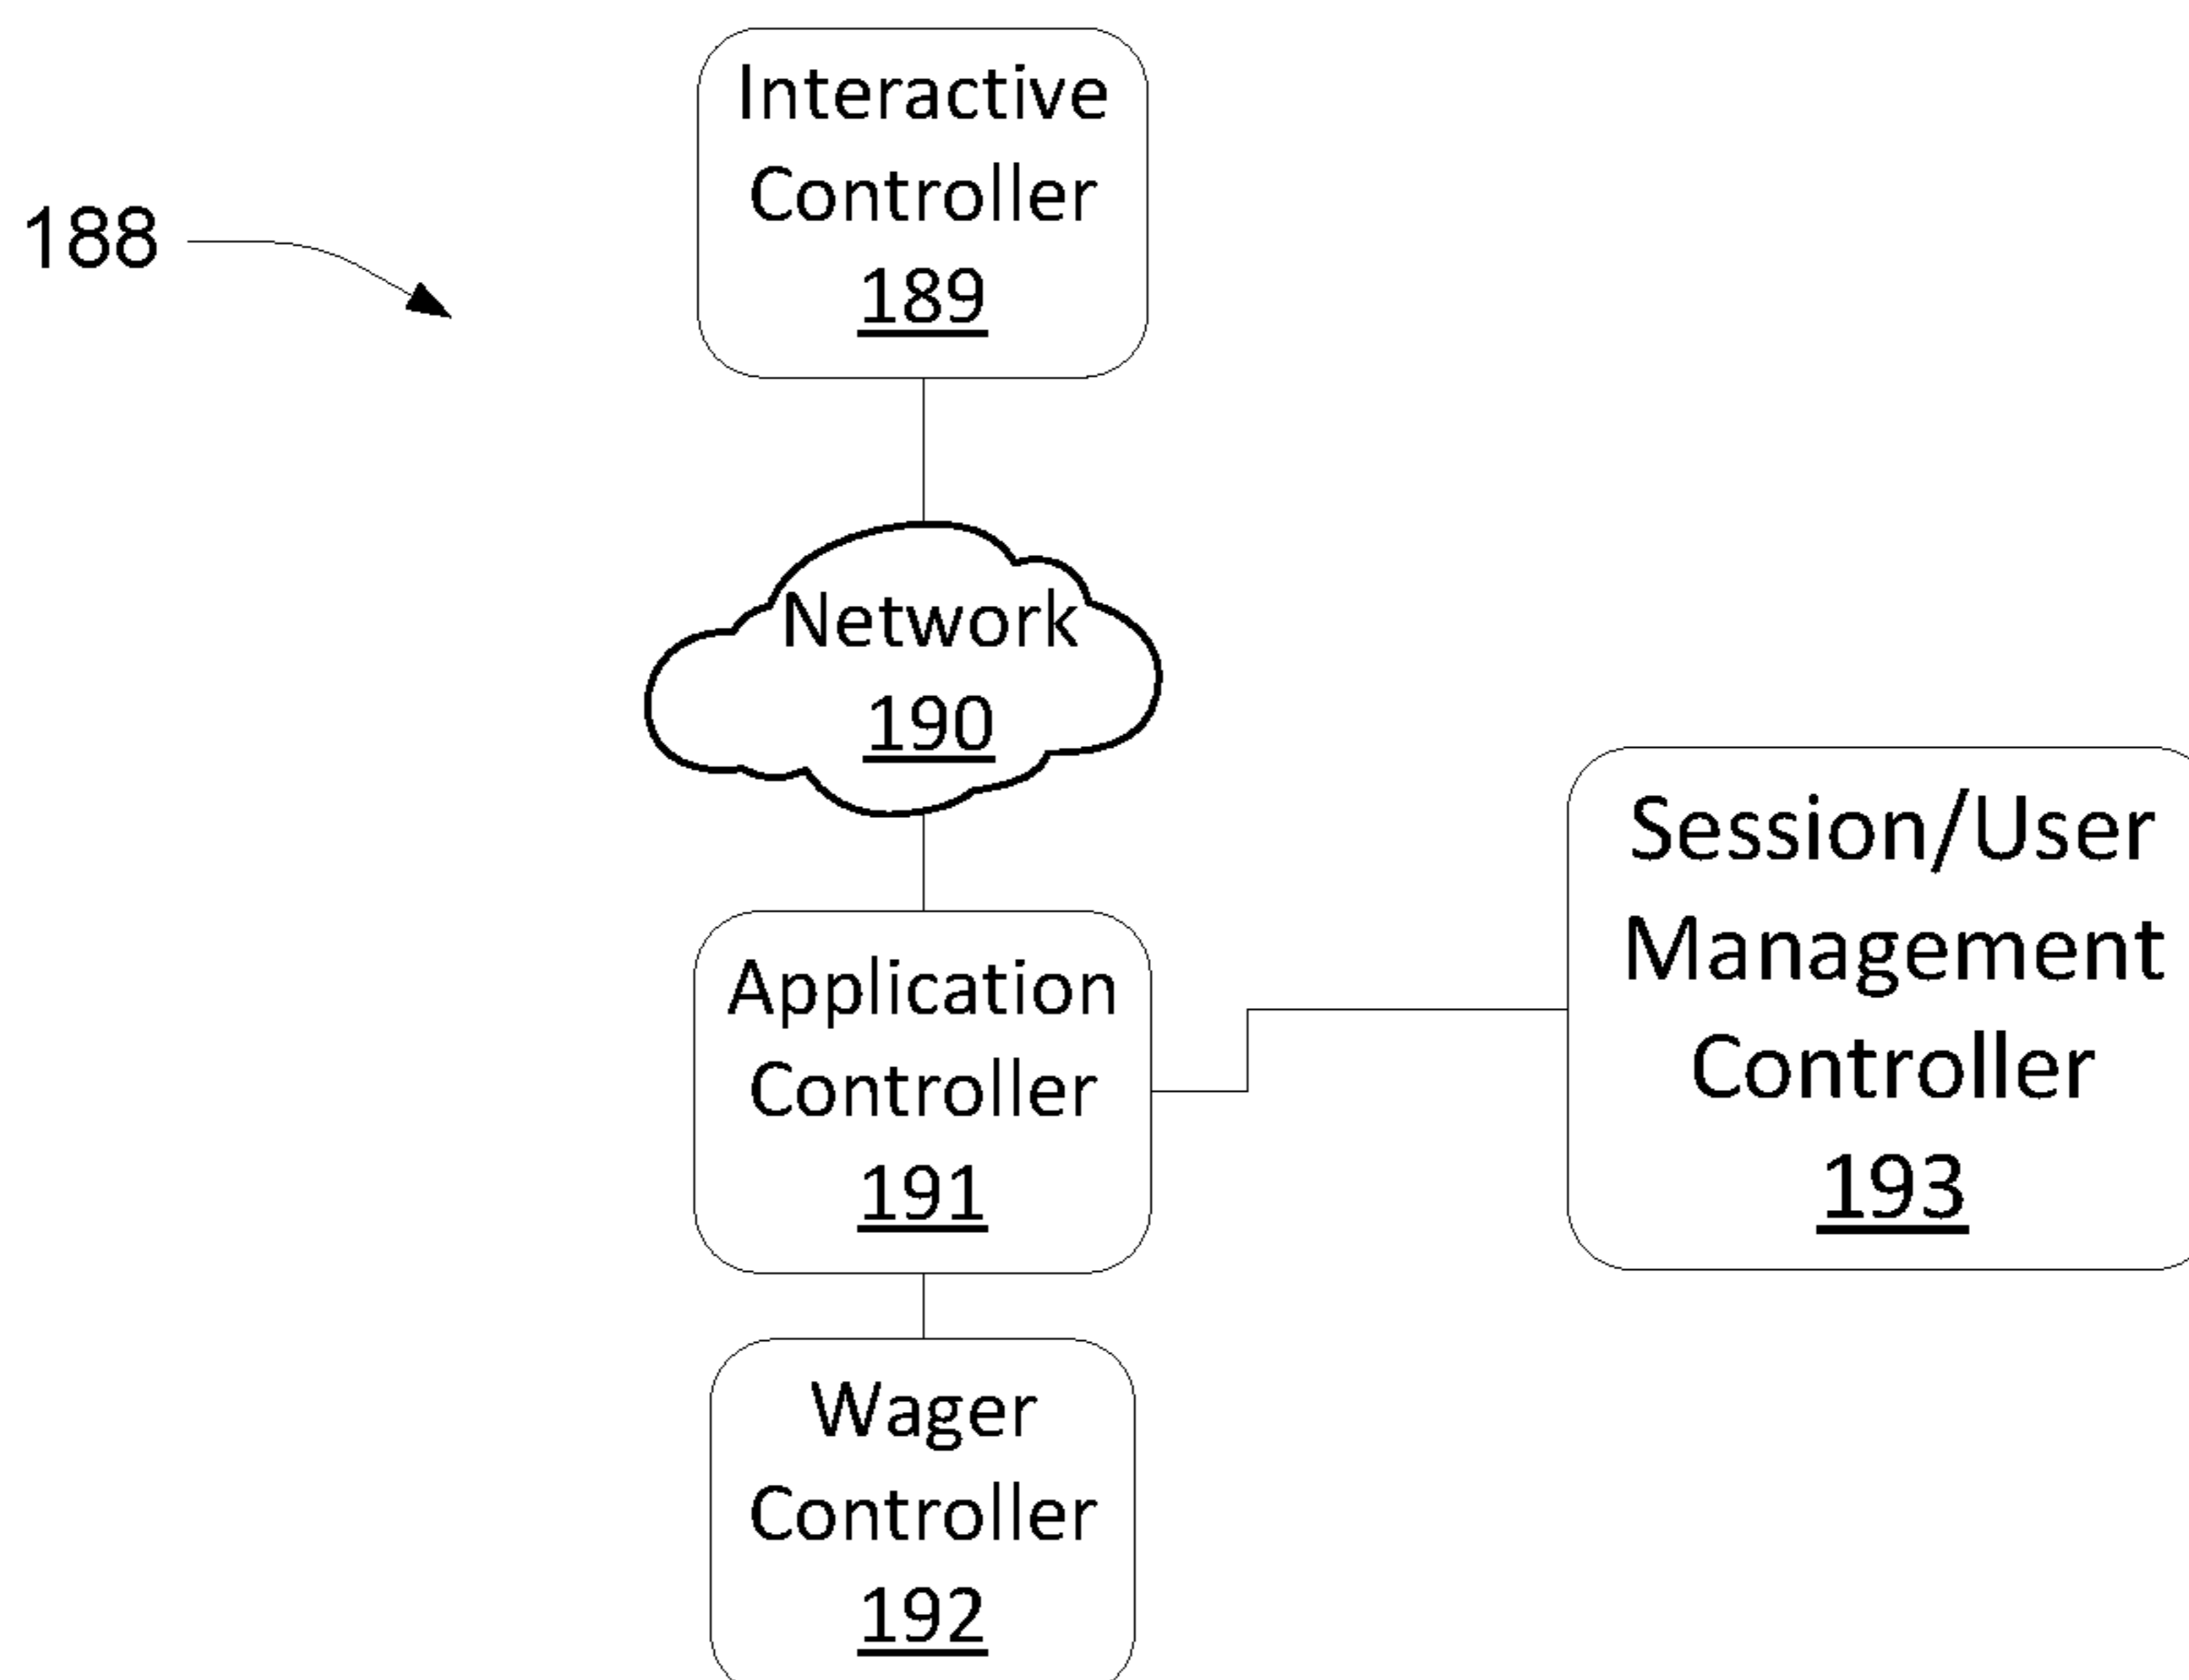 Interactive
Controller
189
188
Network
190
Application
Controller
191
Session/User
Management
Controller
193
Wager
Controller
192